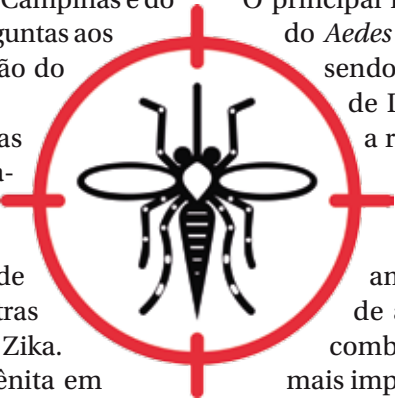 Campinas e do
guntas aos
ão do
as
a-
de
tras
Zika.
ênita em
O principal
do Aedes
sendo
de
a r
an
de a
comb
mais imp